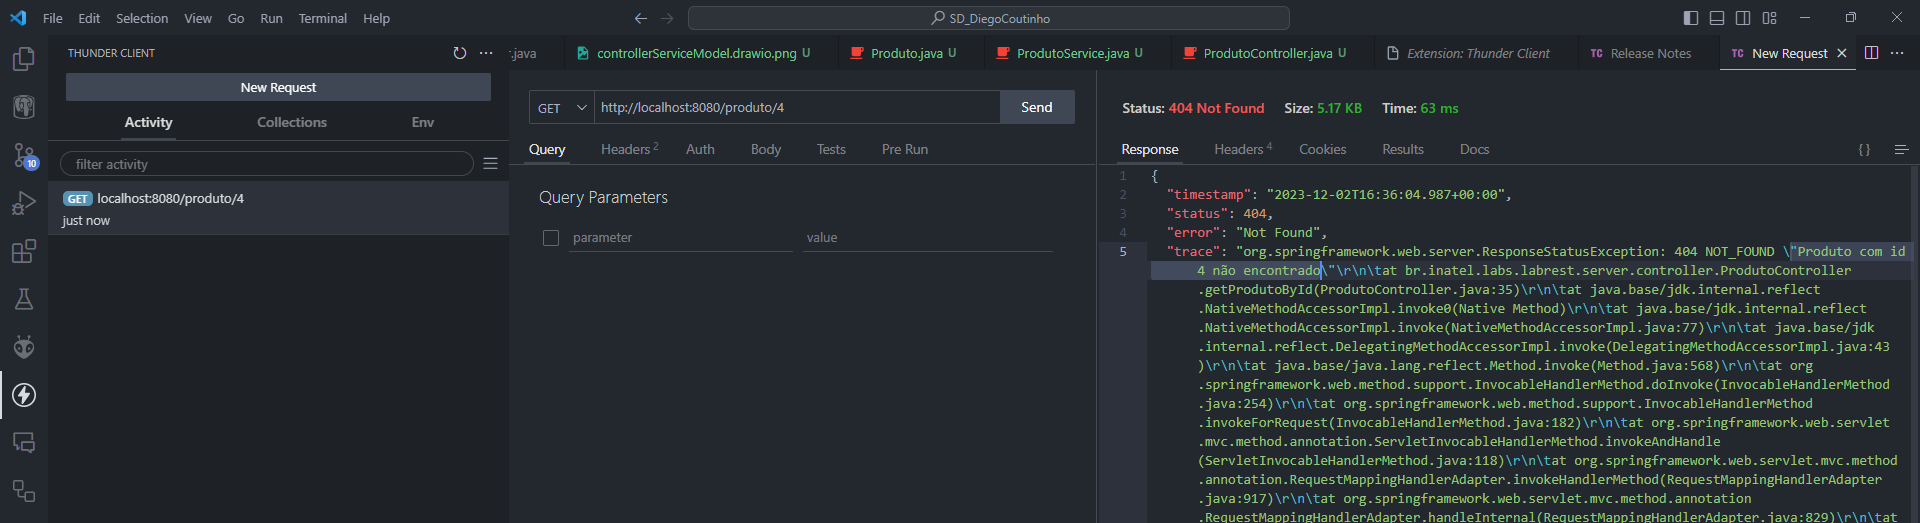 File Edit Selection View Go Run Terminal Help
SD_DiegoCoutinho
THUNDER CLIENT
r.java
controllerServiceModel.drawio.png U
Produto.java U
ProdutoService.java U
ProdutoController.java U
Extension: Thunder Client
TC Release Notes
TC New Request
New Request
Activity Collections Env
filter activity
GET localhost:8080/produto/4
just now
10
GET http://localhost:8080/produto/4 Send
Query Headers 2 Auth Body Tests Pre Run
Query Parameters
parameter value
Status: 404 Not Found Size: 5.17 KB Time: 63 ms
Response Headers 4 Cookies Results Docs { }
1 {
2 "timestamp": "2023-12-02T16:36:04.987+00:00",
3 "status": 404,
4 "error": "Not Found",
5 "trace": "org.springframework.web.server.ResponseStatusException: 404 NOT_FOUND \"Produto com id
4 não encontrado\"\r\n\tat br.inatel.labs.labrest.server.controller.ProdutoController
.getProdutoById(ProdutoController.java:35)\r\n\tat java.base/jdk.internal.reflect
.NativeMethodAccessorImpl.invoke0(Native Method)\r\n\tat java.base/jdk.internal.reflect
.NativeMethodAccessorImpl.invoke(NativeMethodAccessorImpl.java:77)\r\n\tat java.base/jdk
.internal.reflect.DelegatingMethodAccessorImpl.invoke(DelegatingMethodAccessorImpl.java:43
)\r\n\tat java.base/java.lang.reflect.Method.invoke(Method.java:568)\r\n\tat org
.springframework.web.method.support.InvocableHandlerMethod.doInvoke(InvocableHandlerMethod
.java:254)\r\n\tat org.springframework.web.method.support.InvocableHandlerMethod
.invokeForRequest(InvocableHandlerMethod.java:182)\r\n\tat org.springframework.web.servlet
.mvc.method.annotation.ServletInvocableHandlerMethod.invokeAndHandle
(ServletInvocableHandlerMethod.java:118)\r\n\tat org.springframework.web.servlet.mvc.method
.annotation.RequestMappingHandlerAdapter.invokeHandlerMethod(RequestMappingHandlerAdapter
.java:917)\r\n\tat org.springframework.web.servlet.mvc.method.annotation
.RequestMappingHandlerAdapter.handleInternal(RequestMappingHandlerAdapter.java:829)\r\n\tat